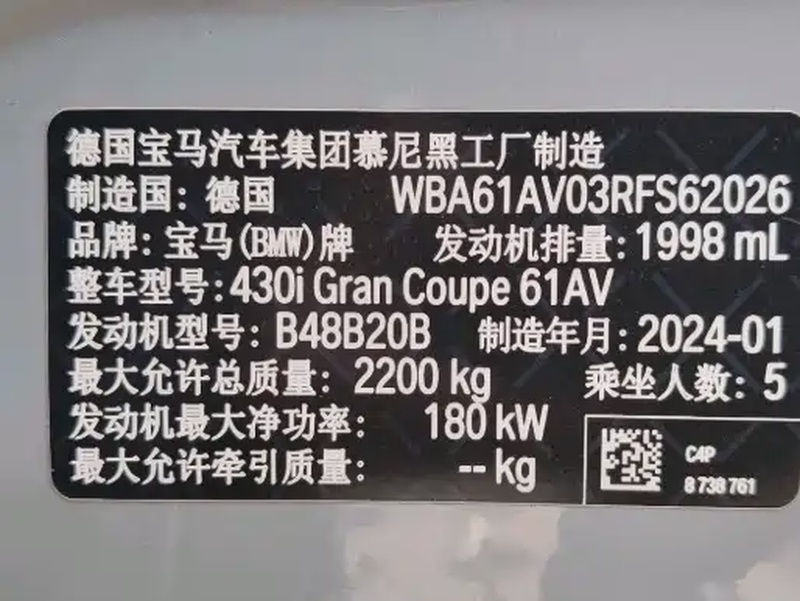 德国宝马汽车集团慕尼黑工厂制造
制造国：德国 WBA61AV03RFS62026
品牌：宝马(BMW)牌 发动机排量：1998 mL
整车型号：430i Gran Coupe 61AV
发动机型号：B48B20B 制造年月：2024-01
最大允许总质量：2200 kg 乘坐人数：5
发动机最大净功率：180 kW
最大允许牵引质量：-- kg
C4P
8 738 761